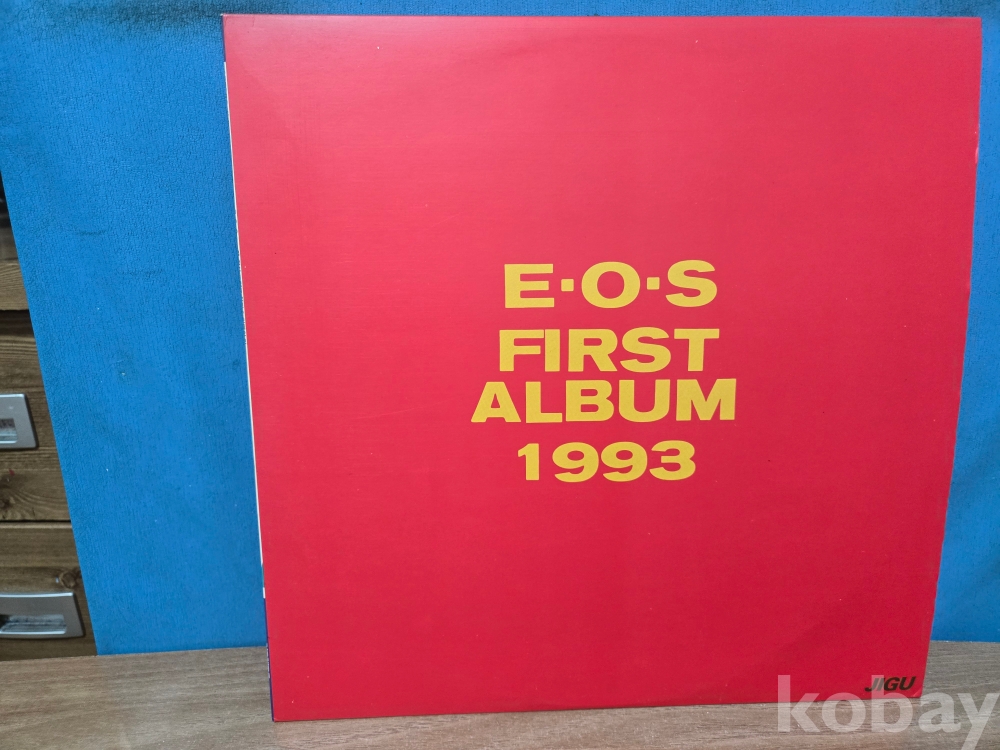 E·O·S
FIRST
ALBUM
1993
JIGU
kobay